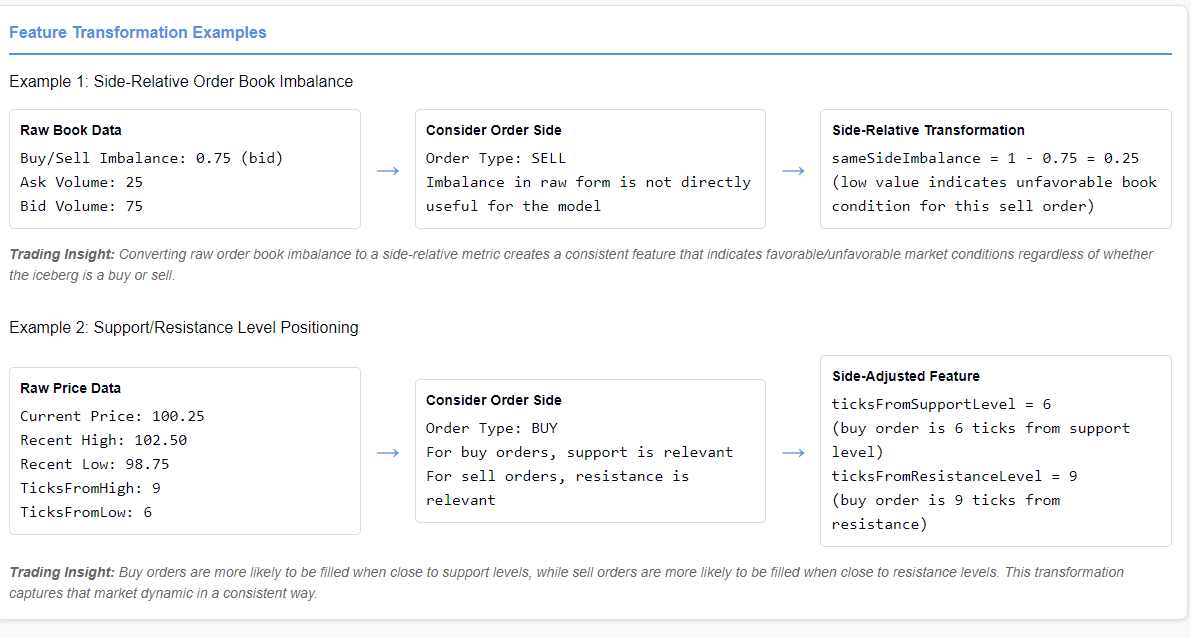 Feature Transformation Examples
Example 1: Side-Relative Order Book Imbalance
Raw Book Data
Buy/Sell Imbalance: 0.75 (bid)
Ask Volume: 25
Bid Volume: 75
→
Consider Order Side
Order Type: SELL
Imbalance in raw form is not directly
useful for the model
→
Side-Relative Transformation
sameSideImbalance = 1 - 0.75 = 0.25
(low value indicates unfavorable book
condition for this sell order)
Trading Insight: Converting raw order book imbalance to a side-relative metric creates a consistent feature that indicates favorable/unfavorable market conditions regardless of whether
the iceberg is a buy or sell.
Example 2: Support/Resistance Level Positioning
Raw Price Data
Current Price: 100.25
Recent High: 102.50
Recent Low: 98.75
TicksFromHigh: 9
TicksFromLow: 6
→
Consider Order Side
Order Type: BUY
For buy orders, support is relevant
For sell orders, resistance is
relevant
→
Side-Adjusted Feature
ticksFromSupportLevel = 6
(buy order is 6 ticks from support
level)
ticksFromResistanceLevel = 9
(buy order is 9 ticks from
resistance)
Trading Insight: Buy orders are more likely to be filled when close to support levels, while sell orders are more likely to be filled when close to resistance levels. This transformation
captures that market dynamic in a consistent way.